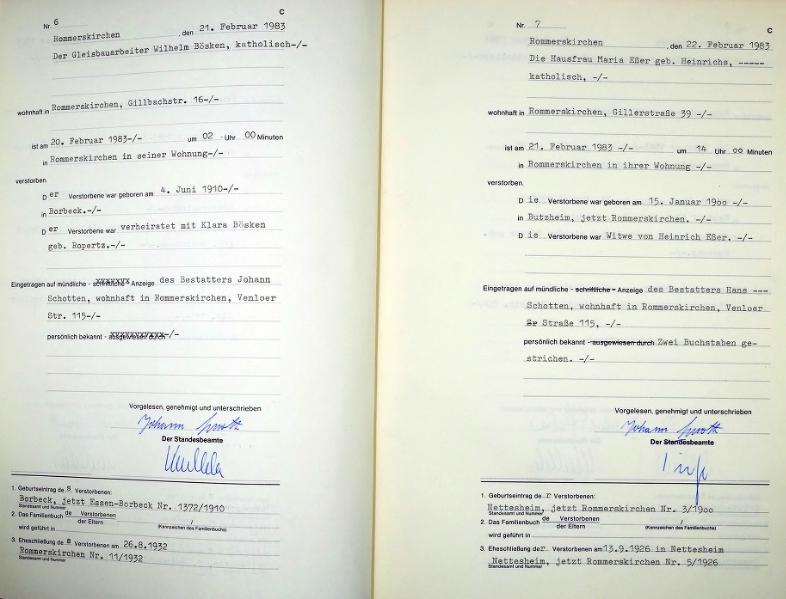 Nr. 6
C
Rommerskirchen , den 21. Februar 1983
Der Gleisbauarbeiter Wilhelm Bösken, katholisch-/-
wohnhaft in Rommerskirchen, Gillbachstr. 16-/-
ist am 20. Februar 1983-/- um 02 Uhr 00 Minuten
in Rommerskirchen in seiner Wohnung-/-
verstorben.
D er Verstorbene war geboren am 4. Juni 1910-/-
in Borbeck.-/-
D er Verstorbene war verheiratet mit Klara Bösken
geb. Ropertz.-/-
Eingetragen auf mündliche - schriftliche - Anzeige des Bestatters Johann
Schotten, wohnhaft in Rommerskirchen, Venloer
Str. 115-/-
persönlich bekannt - ausgewiesen durch -/-
Vorgelesen, genehmigt und unterschrieben
Johann
Der Standesbeamte
1. Geburtseintrag de s Verstorbenen:
Borbeck, jetzt Essen-Borbeck Nr. 1372/1910
Standesamt und Nummer
2. Das Familienbuch de Verstorbenen
der Eltern
(Kennzeichen des Familienbuchs)
wird geführt in
3. Eheschließung de s Verstorbenen am 26.8.1932
Rommerskirchen Nr. 11/1932
Standesamt und Nummer
Nr. 7
C
Rommerskirchen , den 22. Februar 1983
Die Hausfrau Maria Eßer geb. Heinrichs, -----
katholisch, -/-
wohnhaft in Rommerskirchen, Gillerstraße 39 -/-
ist am 21. Februar 1983 -/- um 14 Uhr 00 Minuten
in Rommerskirchen in ihrer Wohnung -/-
verstorben.
D ie Verstorbene war geboren am 15. Januar 1900 -/-
in Butzheim, jetzt Rommerskirchen. -/-
D ie Verstorbene war Witwe von Heinrich Eßer. -/-
Eingetragen auf mündliche - schriftliche - Anzeige des Bestatters Hans ---
Schotten, wohnhaft in Rommerskirchen, Venloer
Straße 115, -/-
persönlich bekannt - ausgewiesen durch Zwei Buchstaben ge-
strichen. -/-
Vorgelesen, genehmigt und unterschrieben
Johann
Der Standesbeamte
1. Geburtseintrag de r Verstorbenen:
Nettesheim, jetzt Rommerskirchen Nr. 3/1900
Standesamt und Nummer
2. Das Familienbuch de Verstorbenen
der Eltern
(Kennzeichen des Familienbuchs)
wird geführt in
3. Eheschließung der Verstorbenen am 13.9.1926 in Nettesheim
Nettesheim, jetzt Rommerskirchen Nr. 5/1926
Standesamt und Nummer